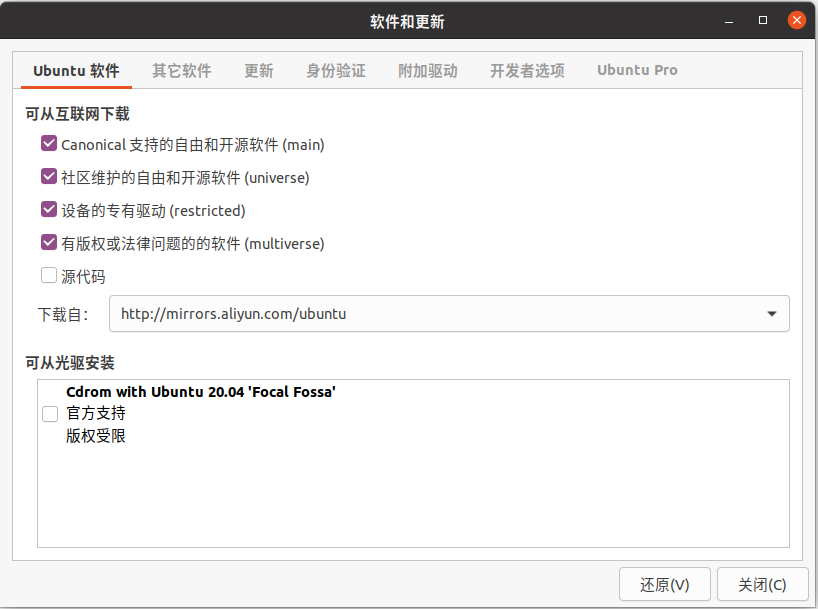 软件和更新
Ubuntu 软件 其它软件 更新 身份验证 附加驱动 开发者选项 Ubuntu Pro
可从互联网下载
Canonical 支持的自由和开源软件 (main)
社区维护的自由和开源软件 (universe)
设备的专有驱动 (restricted)
有版权或法律问题的的软件 (multiverse)
源代码
下载自： http://mirrors.aliyun.com/ubuntu
可从光驱安装
Cdrom with Ubuntu 20.04 'Focal Fossa'
官方支持
版权受限
还原(V) 关闭(C)